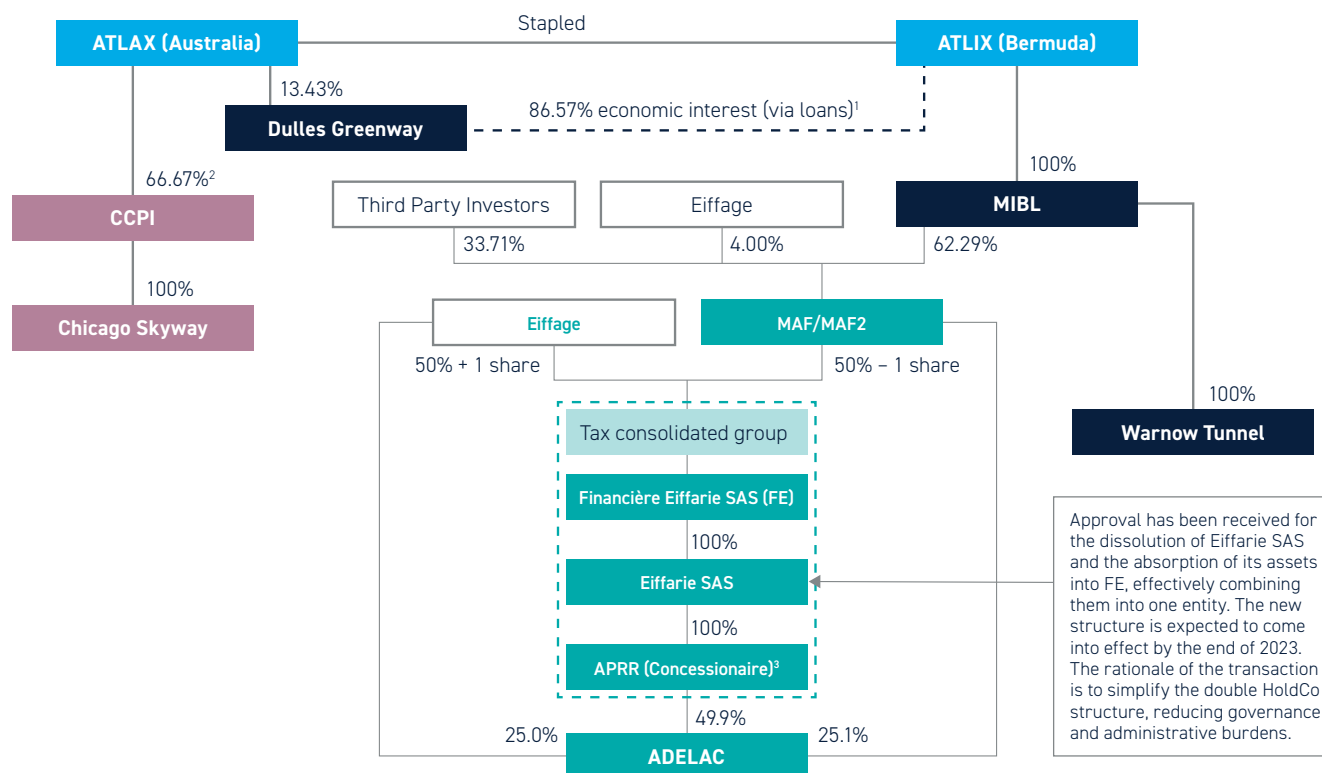 Stapled
ATLAX (Australia)
ATLIX (Bermuda)
13.43%
86.57% economic interest (via loans)¹
Dulles Greenway
100%
66.67%²
CCPI
Third Party Investors
Eiffage
MIBL
33.71%
4.00%
62.29%
100%
Chicago Skyway
Eiffage
MAF/MAF2
50% + 1 share
50% – 1 share
100%
Tax consolidated group
Warnow Tunnel
Financière Eiffarie SAS (FE)
100%
Eiffarie SAS
100%
APRR (Concessionaire)³
Approval has been received for
the dissolution of Eiffarie SAS
and the absorption of its assets
into FE, effectively combining
them into one entity. The new
structure is expected to come
into effect by the end of 2023.
The rationale of the transaction
is to simplify the double HoldCo
structure, reducing governance
and administrative burdens.
49.9%
25.0%
25.1%
ADELAC